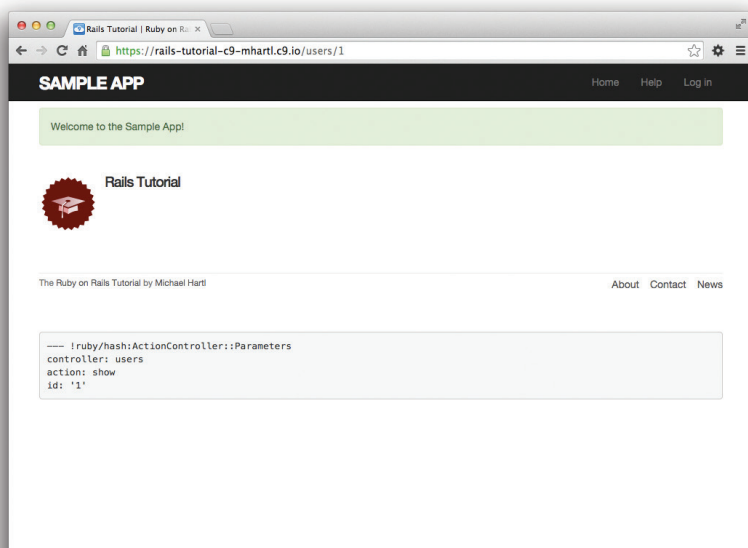 Rails Tutorial | Ruby on Ra
https://rails-tutorial-c9-mhartl.c9.io/users/1
SAMPLE APP
Home Help Log in
Welcome to the Sample App!
Rails Tutorial
The Ruby on Rails Tutorial by Michael Hartl
About Contact News
--- !ruby/hash:ActionController::Parameters
controller: users
action: show
id: '1'